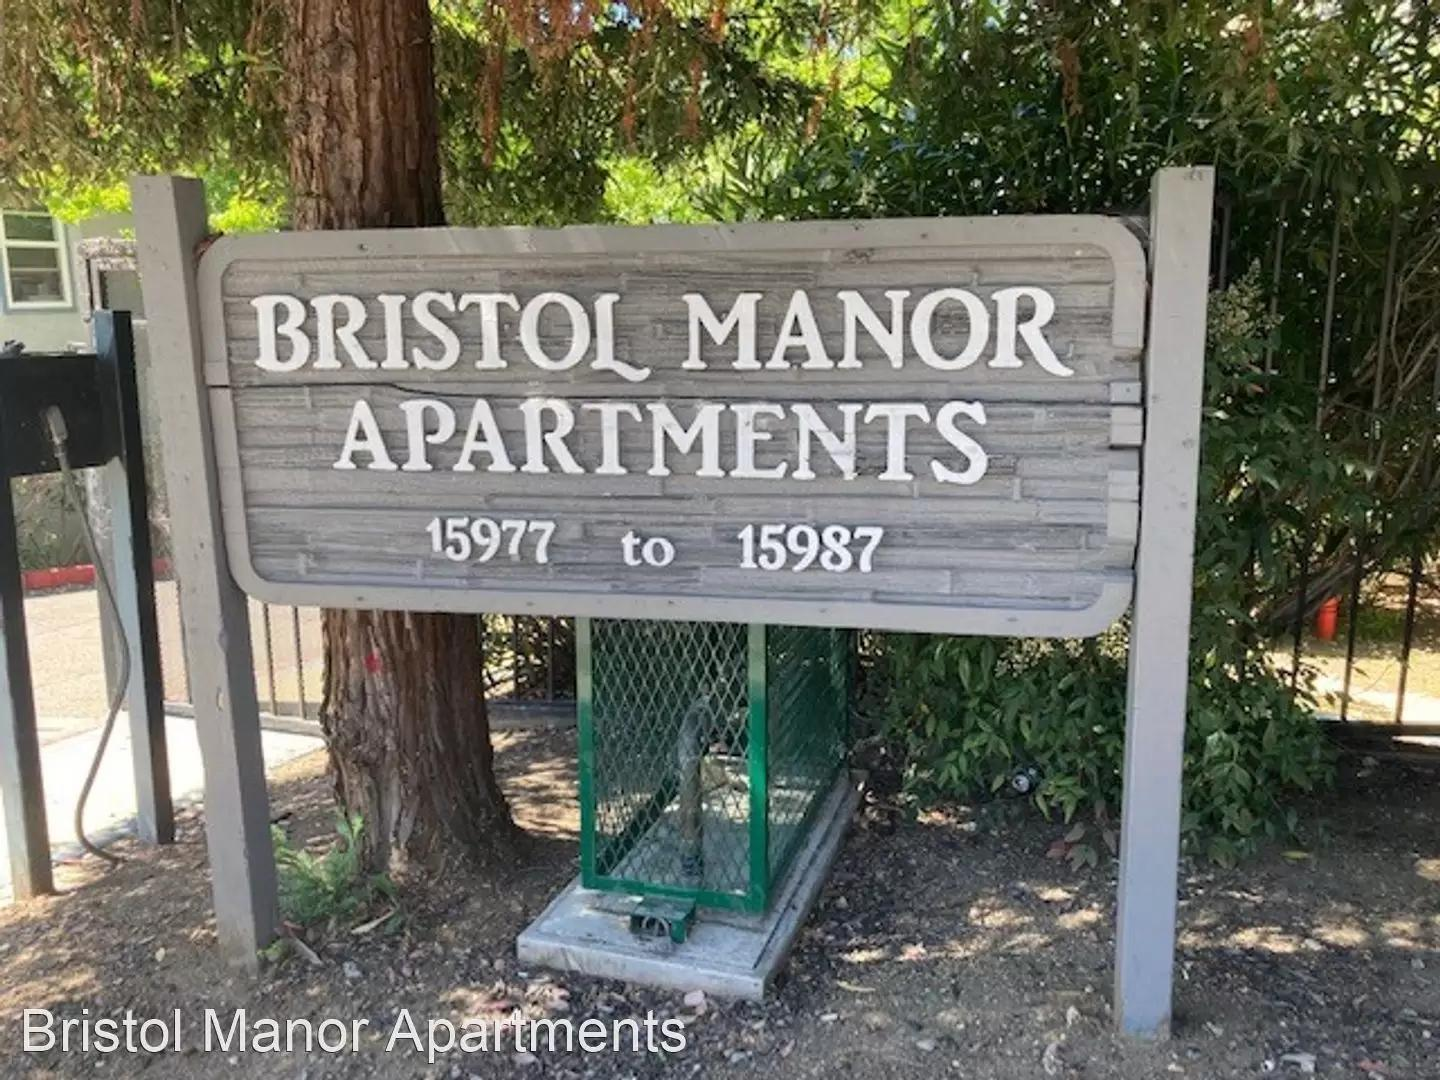 BRISTOL MANOR
APARTMENTS
15977 to 15987
Bristol Manor Apartments